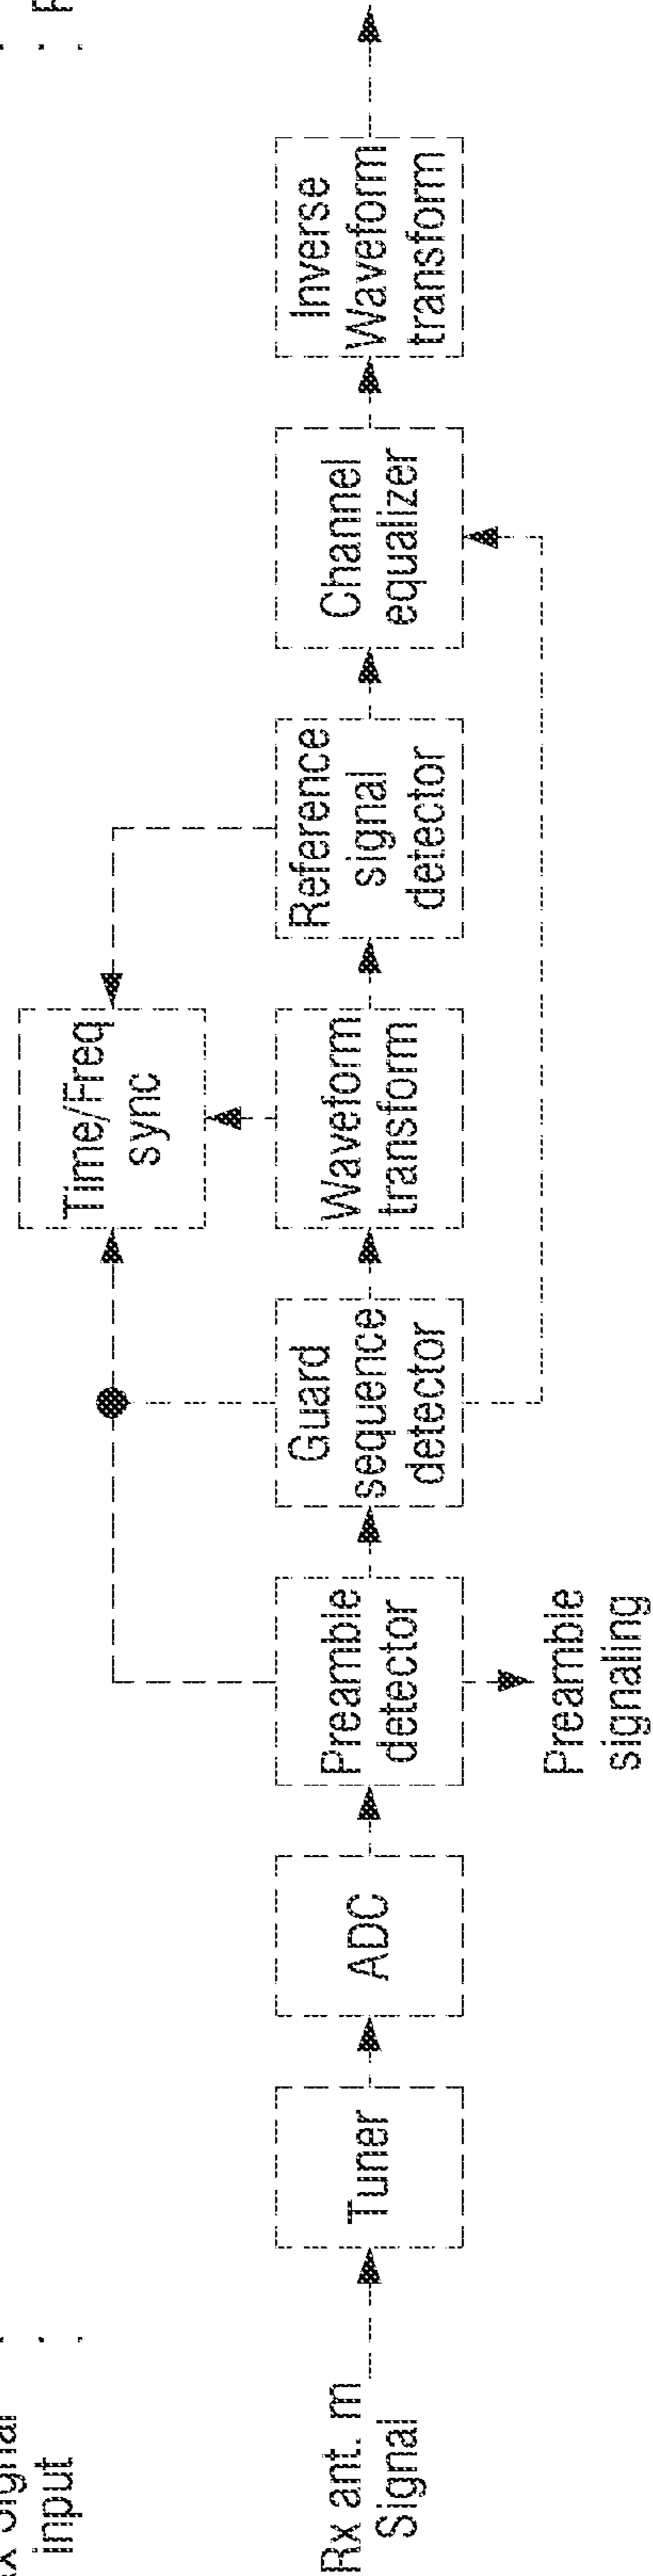 input
Time/Freq
sync
Rx ant. m
Signal
Tuner
ADC
Preamble
detector
Guard
sequence
detector
Waveform
transform
Reference
signal
detector
Channel
equalizer
Inverse
Waveform
transform
Preamble
signaling